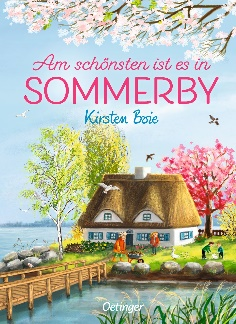 Am schönsten ist es in
SOMMERBY
Kirsten Boie
Oetinger